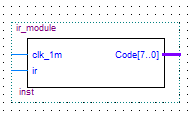 ir_module
clk_1m Code[7..0]
ir
inst